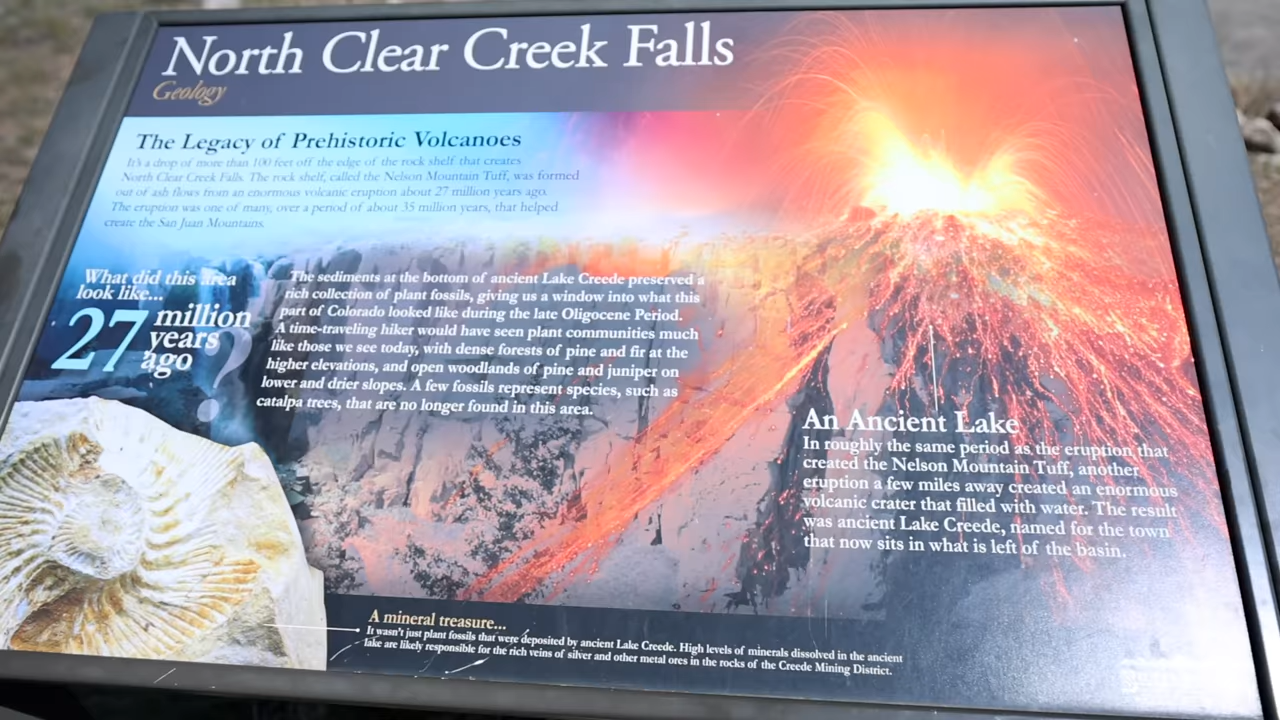 North Clear Creek Falls
Geology
The Legacy of Prehistoric Volcanoes
It's a drop of more than 100 feet off the edge of the rock shelf that creates
North Clear Creek Falls. The rock shelf, called the Nelson Mountain Tuff, was formed
out of ash flows from an enormous volcanic eruption about 27 million years ago.
The eruption was one of many, over a period of about 35 million years, that helped
create the San Juan Mountains.
What did this area
look like...
27 million
years
ago ?
The sediments at the bottom of ancient Lake Creede preserved a
rich collection of plant fossils, giving us a window into what this
part of Colorado looked like during the late Oligocene Period.
A time-traveling hiker would have seen plant communities much
like those we see today, with dense forests of pine and fir at the
higher elevations, and open woodlands of pine and juniper on
lower and drier slopes. A few fossils represent species, such as
catalpa trees, that are no longer found in this area.
An Ancient Lake
In roughly the same period as the eruption that
created the Nelson Mountain Tuff, another
eruption a few miles away created an enormous
volcanic crater that filled with water. The result
was ancient Lake Creede, named for the town
that now sits in what is left of the basin.
A mineral treasure...
It wasn't just plant fossils that were deposited by ancient Lake Creede. High levels of minerals dissolved in the ancient
lake are likely responsible for the rich veins of silver and other metal ores in the rocks of the Creede Mining District.